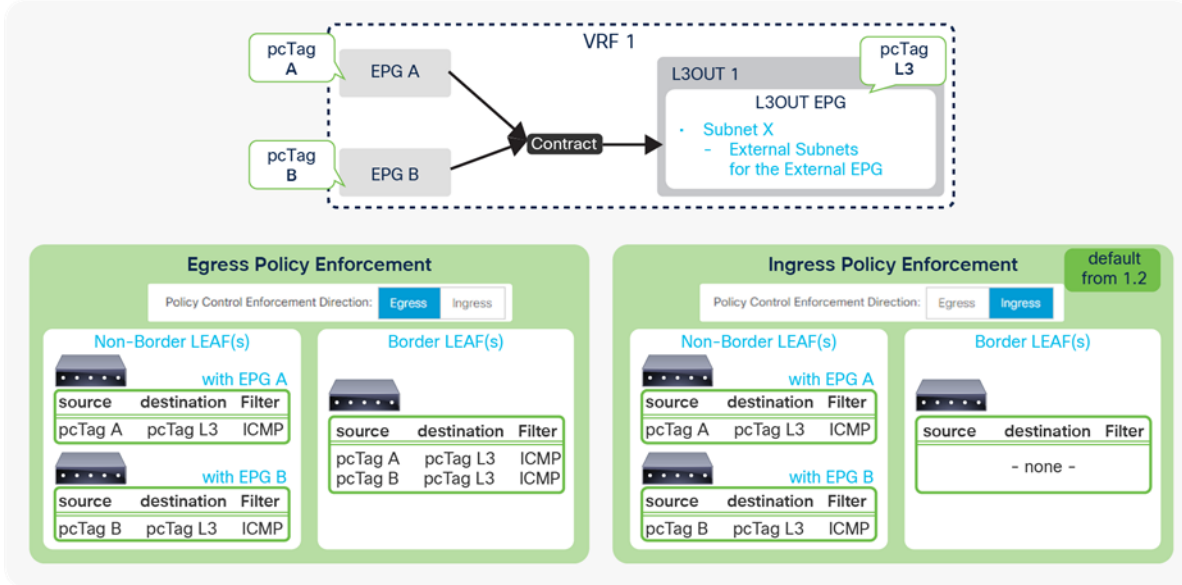 VRF 1
pcTag
A
EPG A
pcTag
B
EPG B
Contract
pcTag
L3
L3OUT 1
L3OUT EPG
• Subnet X
– External Subnets
for the External EPG
Egress Policy Enforcement
Policy Control Enforcement Direction: Egress Ingress
Non-Border LEAF(s)
with EPG A
source destination Filter
pcTag A pcTag L3 ICMP
with EPG B
source destination Filter
pcTag B pcTag L3 ICMP
Border LEAF(s)
source destination Filter
pcTag A pcTag L3 ICMP
pcTag B pcTag L3 ICMP
Ingress Policy Enforcement
default
from 1.2
Policy Control Enforcement Direction: Egress Ingress
Non-Border LEAF(s)
with EPG A
source destination Filter
pcTag A pcTag L3 ICMP
with EPG B
source destination Filter
pcTag B pcTag L3 ICMP
Border LEAF(s)
source destination Filter
- none -